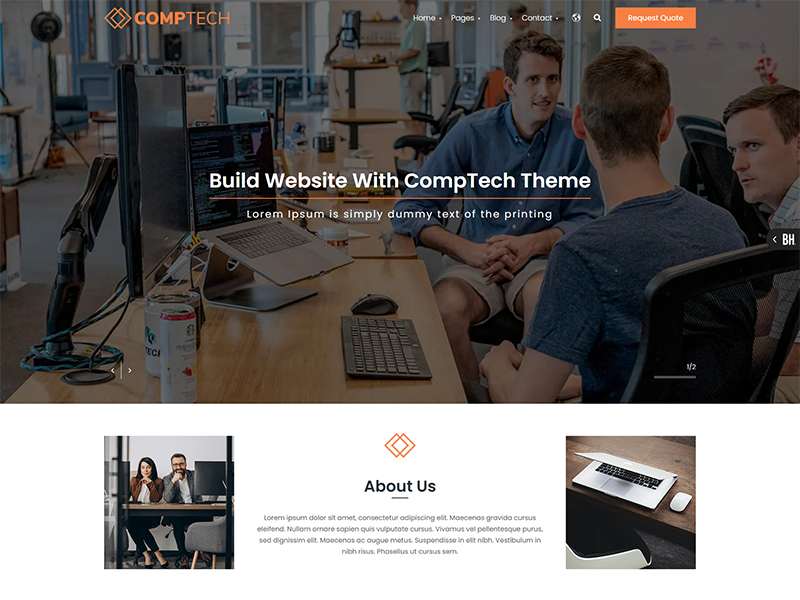 COMPTECH
Home Pages Blog Contact Request Quote
Build Website With CompTech Theme
Lorem Ipsum is simply dummy text of the printing
BH
1/2
About Us
Lorem ipsum dolor sit amet, consectetur adipiscing elit. Maecenas gravida cursus
eleifend. Nullam ornare sapien quis vulputate cursus. Vivamus vel pellentesque purus,
sed dignissim elit. Maecenas ac augue metus. Suspendisse in elit nibh. Vestibulum in
nibh risus. Phasellus ut cursus sem.